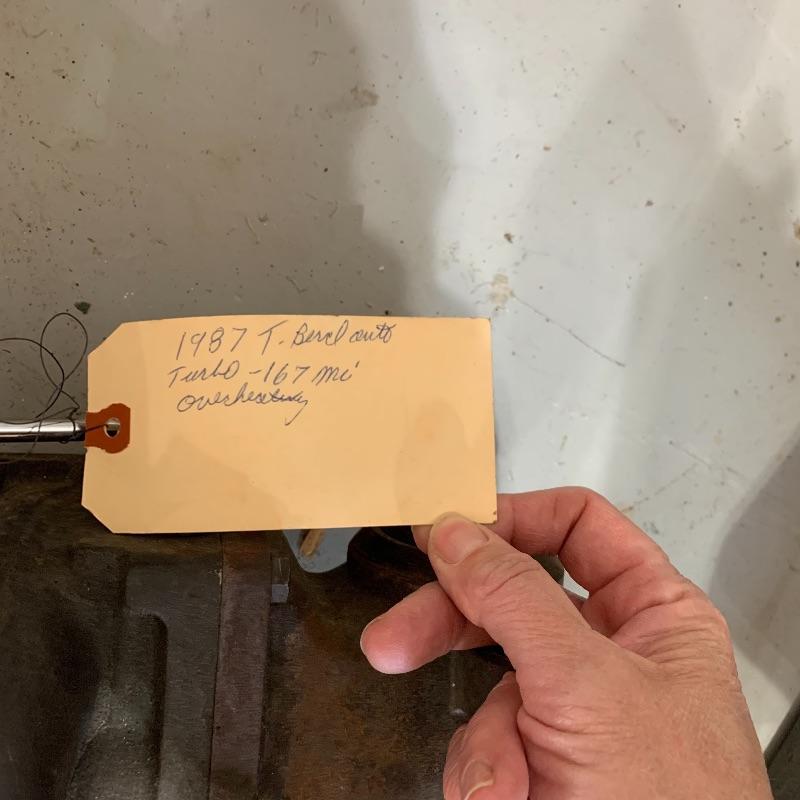 1987 T. Bird auto
Turbo - 167 mi
overheating